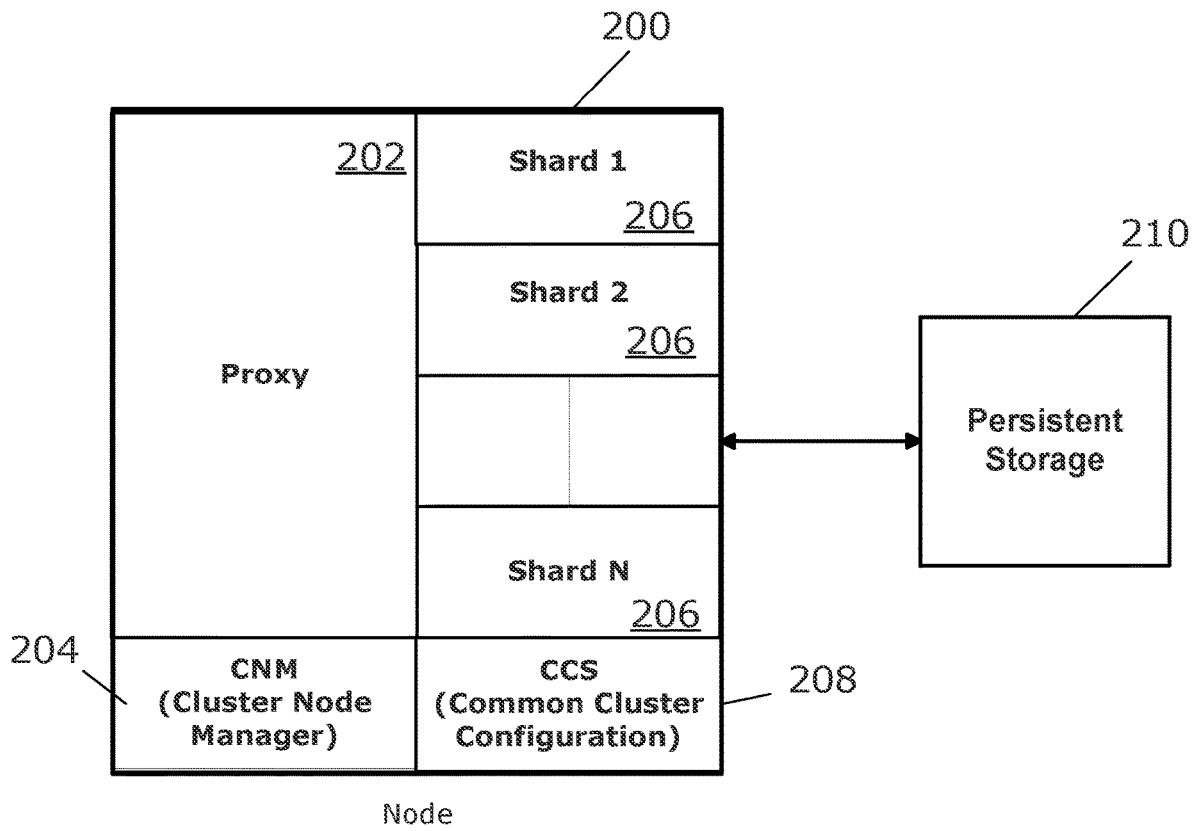 200
202
Shard 1
206
Shard 2
206
210
Proxy
Persistent
Storage
Shard N
206
204
CNM
(Cluster Node
Manager)
CCS
(Common Cluster
Configuration)
208
Node